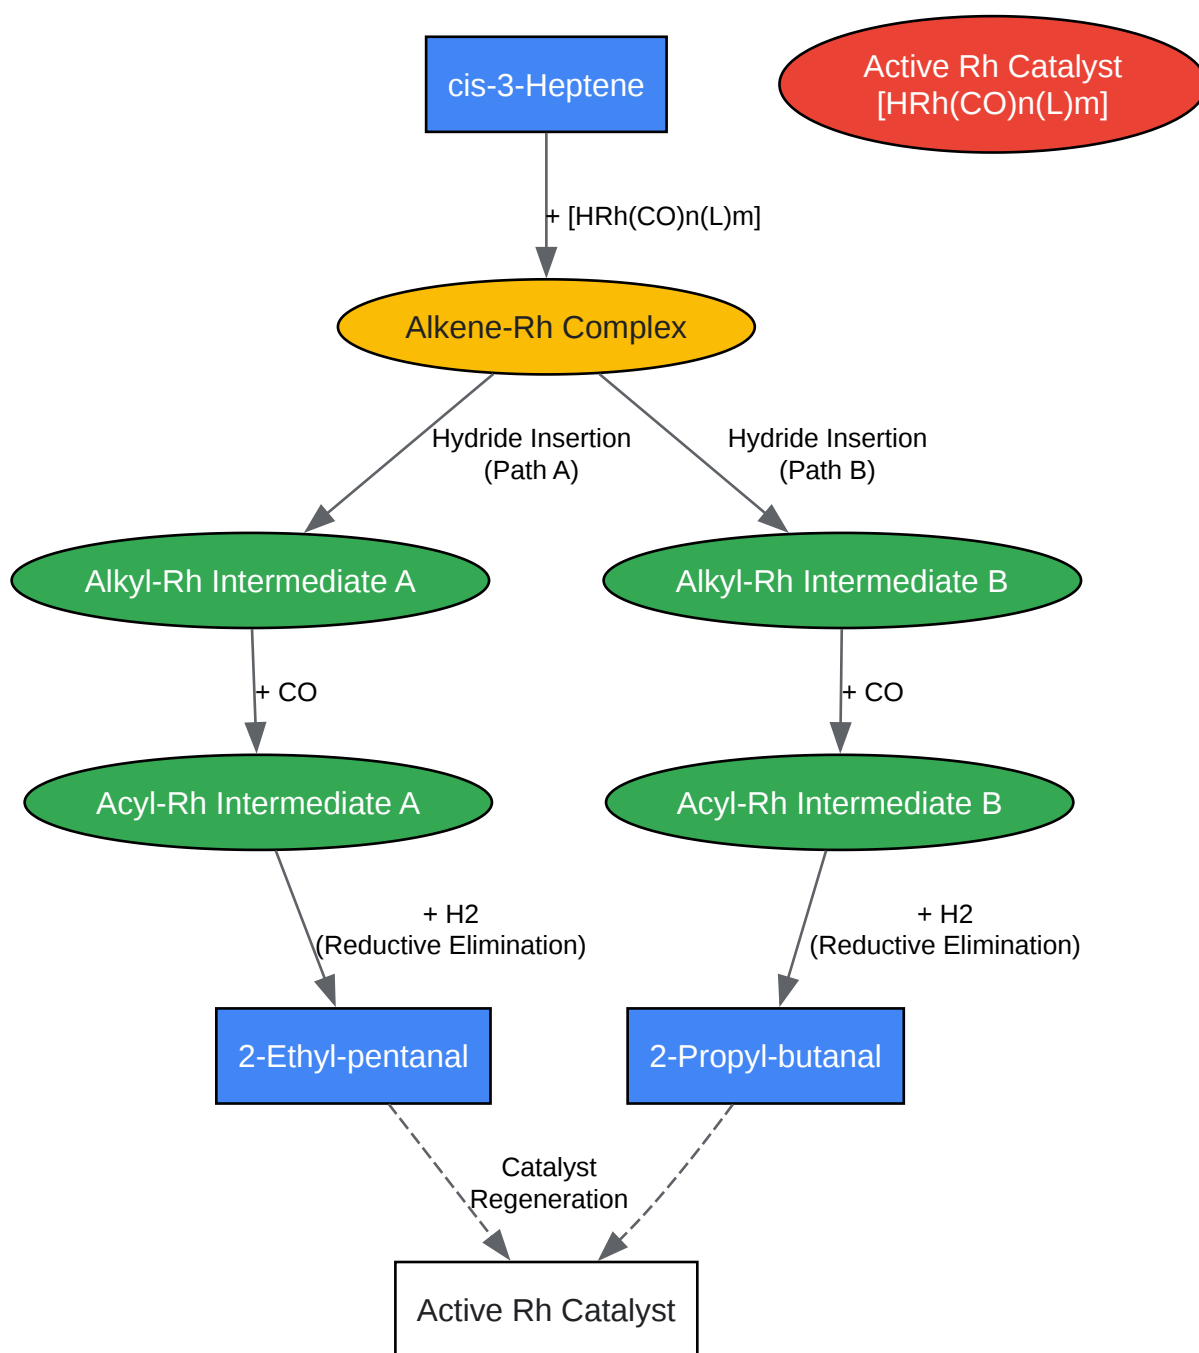 cis-3-Heptene
Active Rh Catalyst
[HRh(CO)n(L)m]
+ [HRh(CO)n(L)m]
Alkene-Rh Complex
Hydride Insertion
(Path A)
Hydride Insertion
(Path B)
Alkyl-Rh Intermediate A
Alkyl-Rh Intermediate B
+ CO
+ CO
Acyl-Rh Intermediate A
Acyl-Rh Intermediate B
+ H2
(Reductive Elimination)
+ H2
(Reductive Elimination)
2-Ethyl-pentanal
2-Propyl-butanal
Catalyst
Regeneration
Active Rh Catalyst